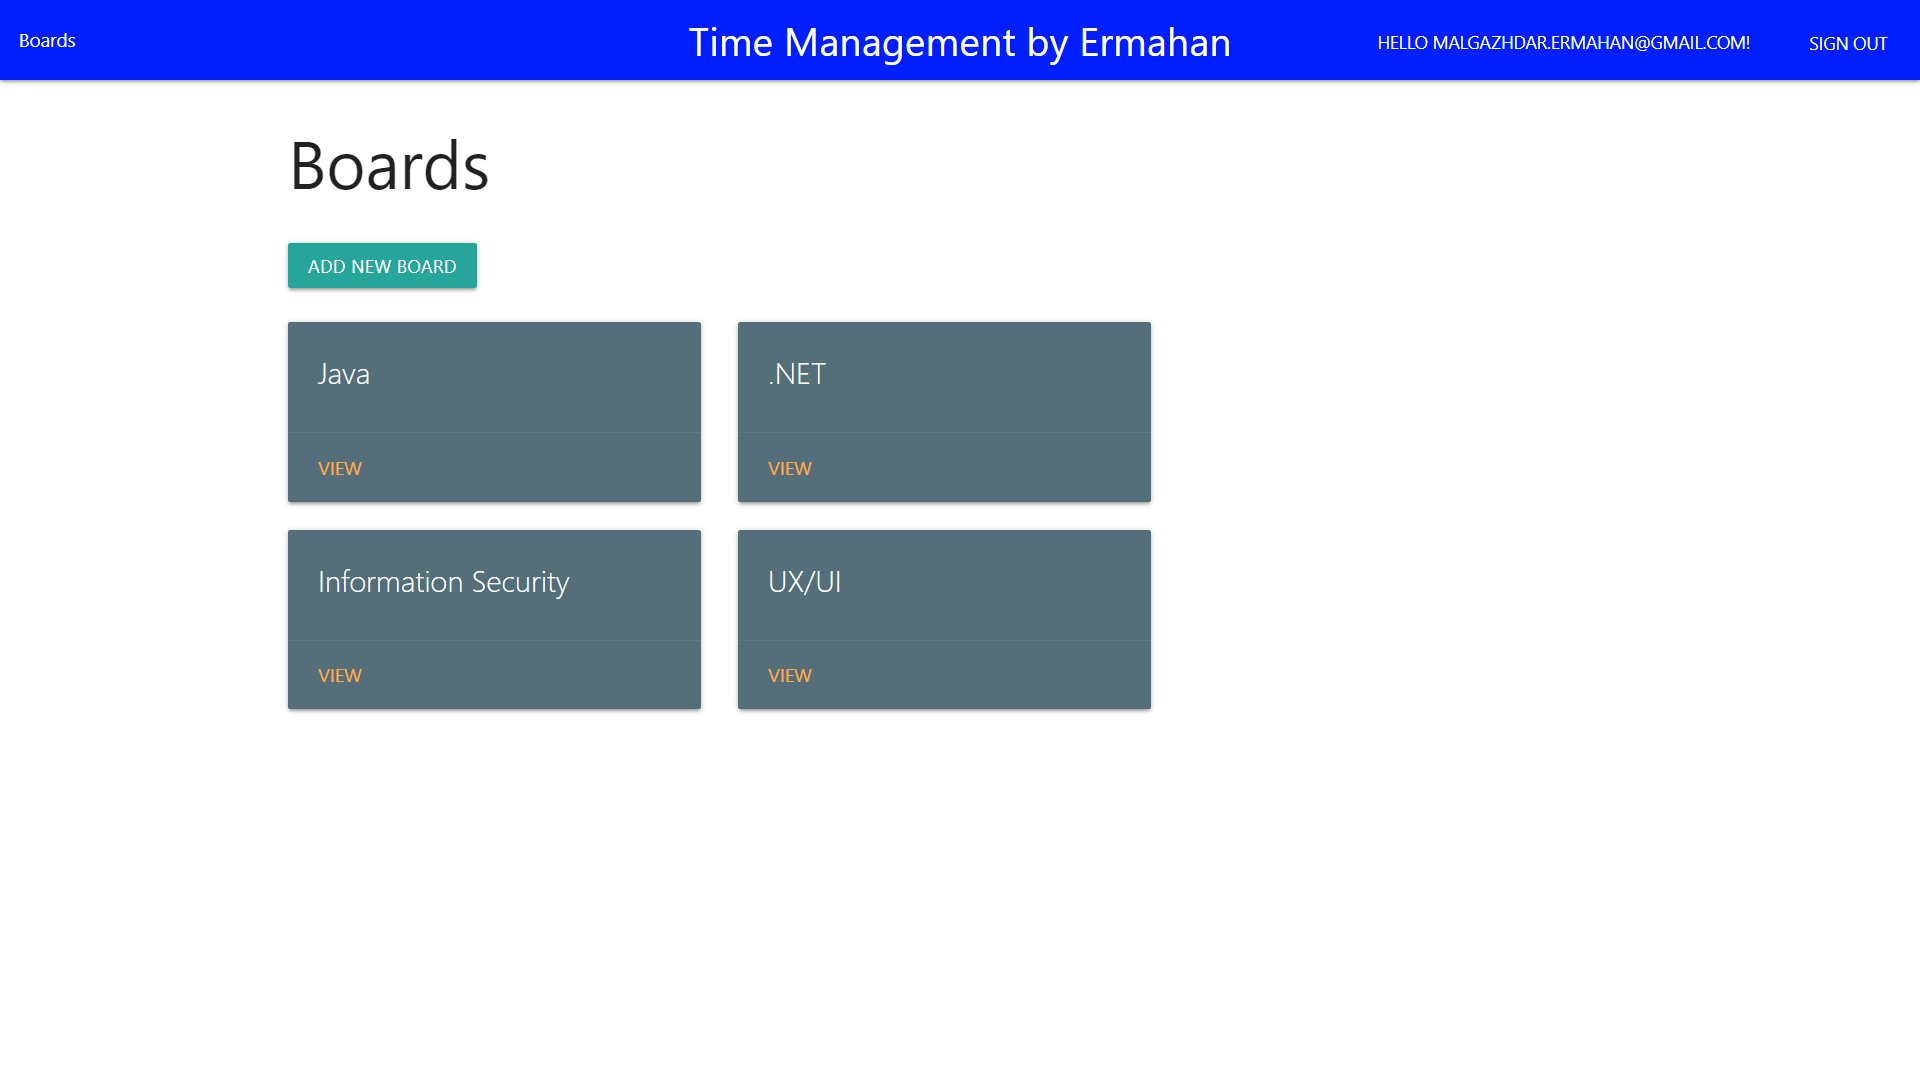 Boards
Time Management by Ermahan
HELLO MALGAZHDAR.ERMAHAN@GMAIL.COM!
SIGN OUT
Boards
ADD NEW BOARD
Java
VIEW
.NET
VIEW
Information Security
VIEW
UX/UI
VIEW